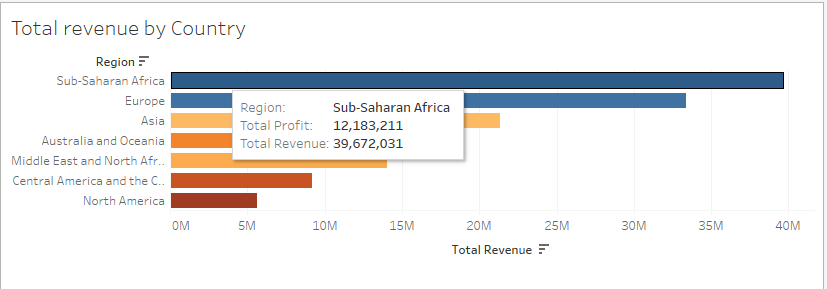 Total revenue by Country
Region
Sub-Saharan Africa
Europe
Asia
Australia and Oceania
Middle East and North Afr..
Central America and the C..
North America
Region: Sub-Saharan Africa
Total Profit: 12,183,211
Total Revenue: 39,672,031
0M 5M 10M 15M 20M 25M 30M 35M 40M
Total Revenue